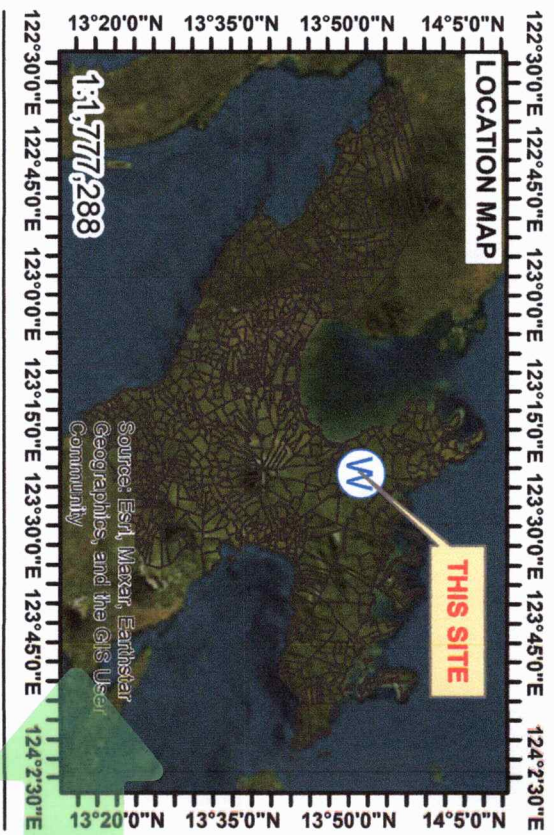 LOCATION MAP
122°30'0"E 122°45'0"E 123°0'0"E 123°15'0"E 123°30'0"E 123°45'0"E 124°2'30"E
14°5'0"N
13°50'0"N
13°35'0"N
13°20'0"N
THIS SITE
W
1:1,777,288
Source: Esri, Maxar, Earthstar
Geographics, and the GIS User
Community
14°5'0"N
13°50'0"N
13°35'0"N
13°20'0"N
122°30'0"E 122°45'0"E 123°0'0"E 123°15'0"E 123°30'0"E 123°45'0"E 124°2'30"E